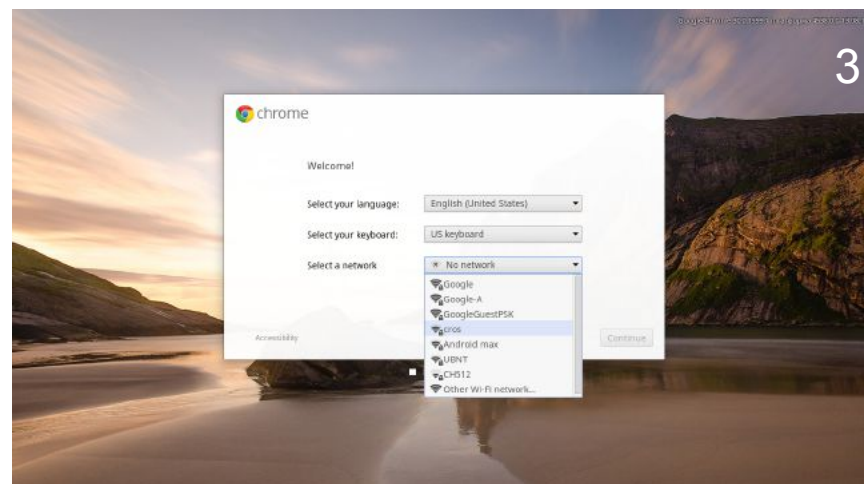 3
chrome
Welcome!
Select your language: English (United States)
Select your keyboard: US keyboard
Select a network No network
Google
Google-A
GoogleGuestPSK
cros
Android max
UBNT
CH512
Other Wi-Fi network...
Accessibility Continue